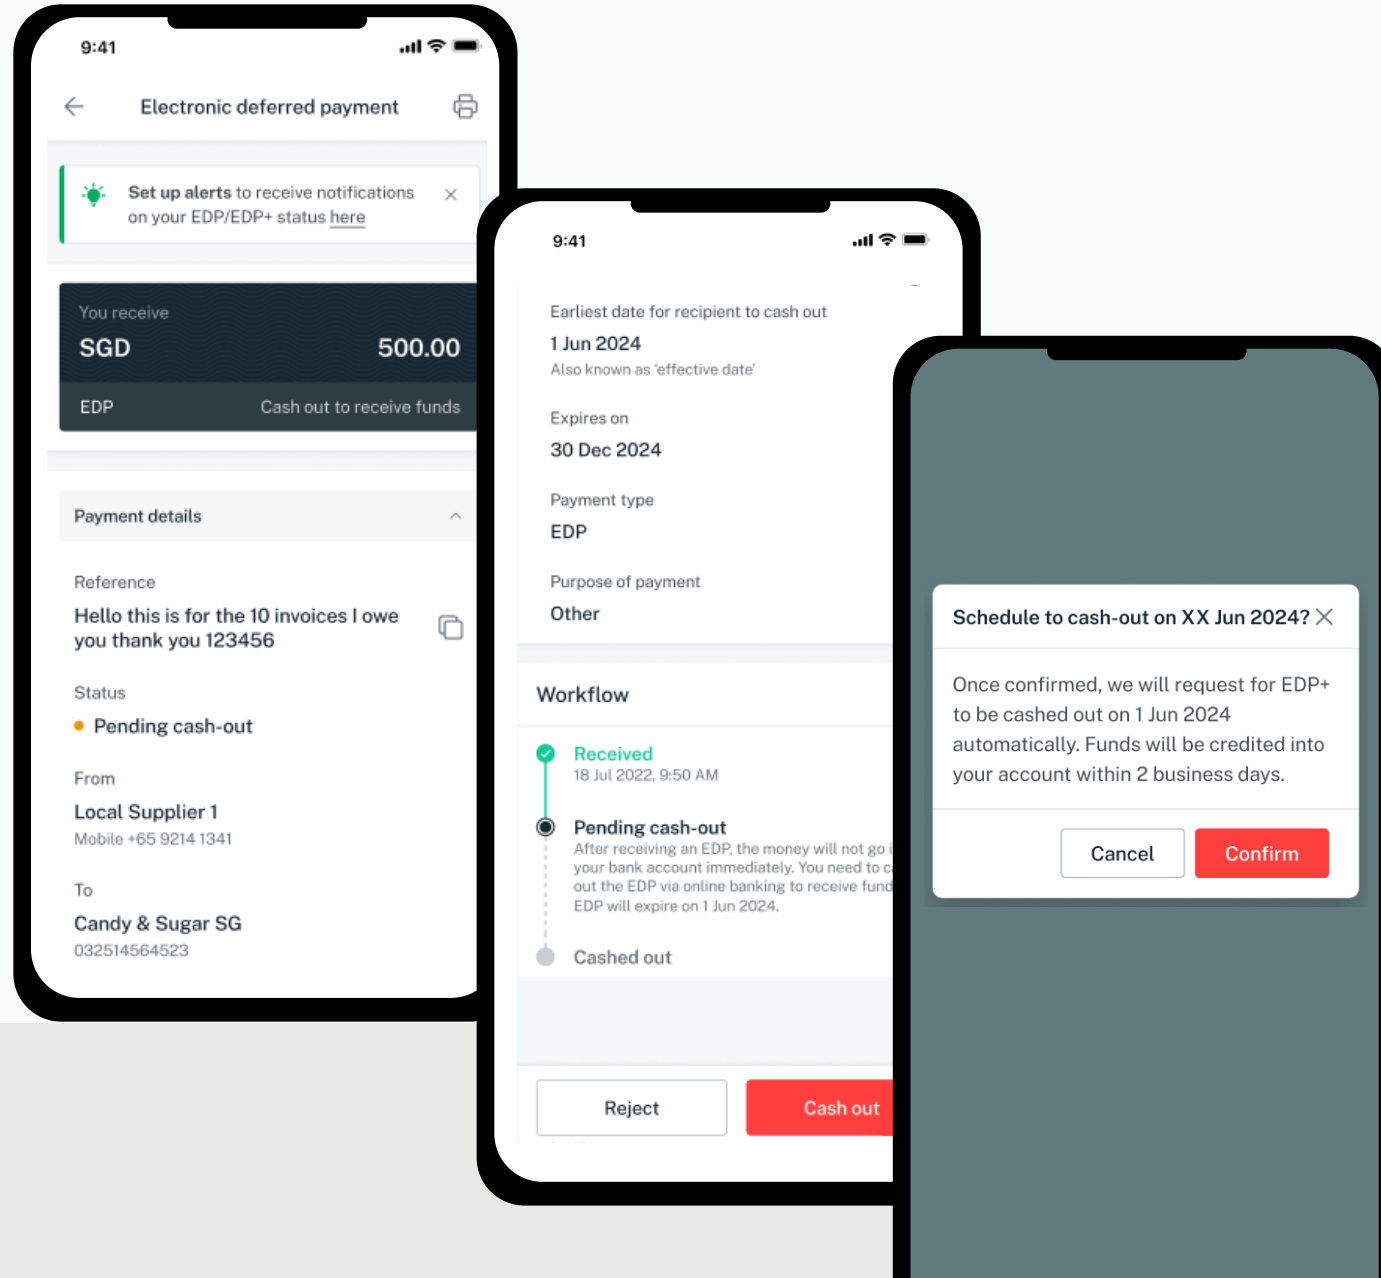 9:41
Electronic deferred payment
Set up alerts to receive notifications
on your EDP/EDP+ status here
You receive
SGD 500.00
EDP Cash out to receive funds
Payment details
Reference
Hello this is for the 10 invoices I owe
you thank you 123456
Status
Pending cash-out
From
Local Supplier 1
Mobile +65 9214 1341
To
Candy & Sugar SG
032514564523
9:41
Earliest date for recipient to cash out
1 Jun 2024
Also known as 'effective date'
Expires on
30 Dec 2024
Payment type
EDP
Purpose of payment
Other
Workflow
Received
18 Jul 2022, 9:50 AM
Pending cash-out
After receiving an EDP, the money will not go
your bank account immediately. You need to
out the EDP via online banking to receive
EDP will expire on 1 Jun 2024.
Cashed out
Reject Cash out
Schedule to cash-out on XX Jun 2024?
Once confirmed, we will request for EDP+
to be cashed out on 1 Jun 2024
automatically. Funds will be credited into
your account within 2 business days.
Cancel Confirm